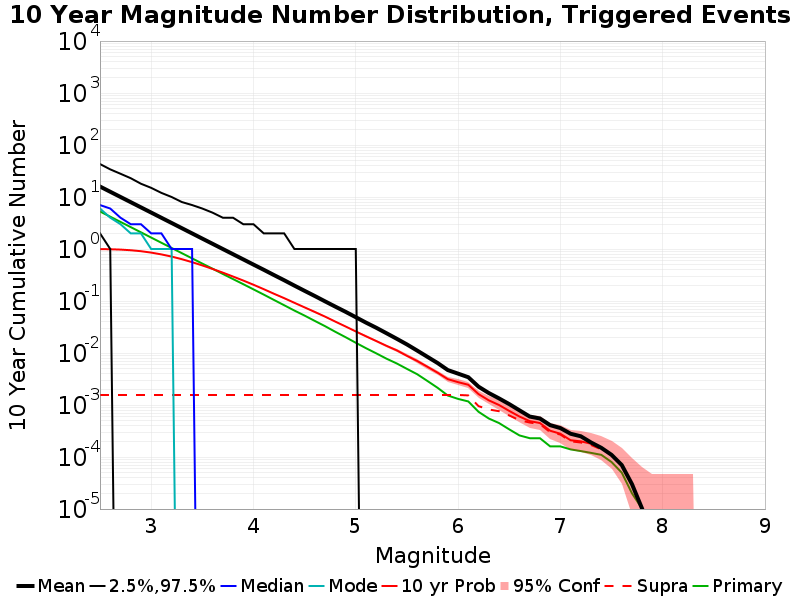 10 Year Magnitude Number Distribution, Triggered Events
10^4
10^3
10^2
10^1
10^0
10^-1
10^-2
10^-3
10^-4
10^-5
10 Year Cumulative Number
3 4 5 6 7 8 9
Magnitude
Mean 2.5%,97.5% Median Mode 10 yr Prob 95% Conf Supra Primary